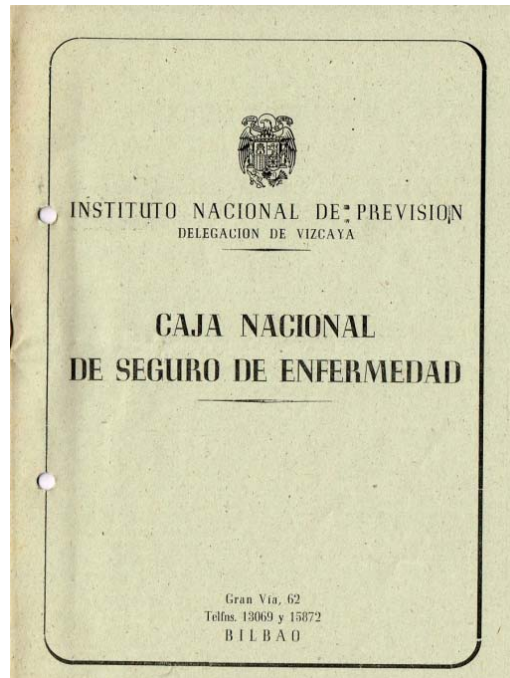 INSTITUTO NACIONAL DE PREVISION
DELEGACION DE VIZCAYA
CAJA NACIONAL
DE SEGURO DE ENFERMEDAD
Gran Vía, 62
Telfns. 13069 y 15872
BILBAO